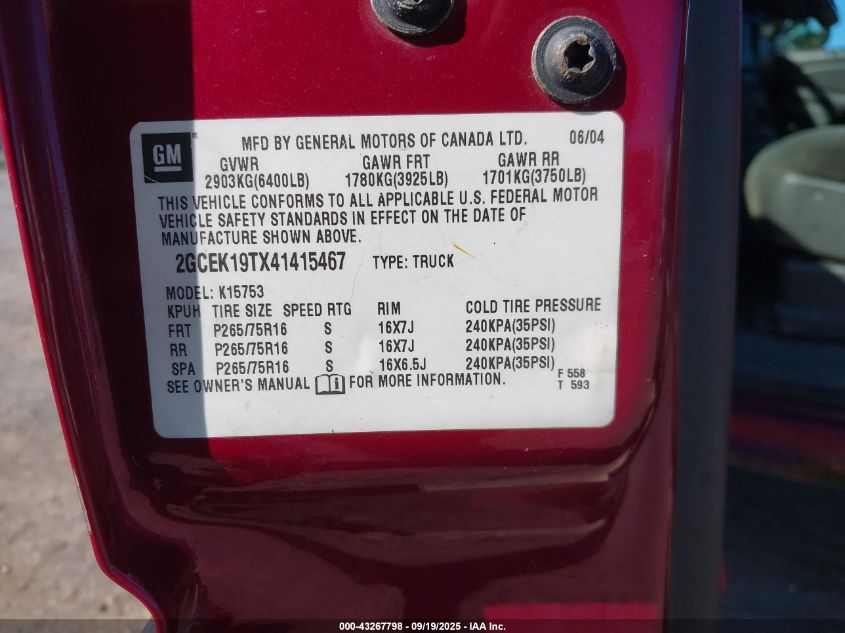 GM® MFD BY GENERAL MOTORS OF CANADA LTD. 06/04
GVWR GAWR FRT GAWR RR
2903KG(6400LB) 1780KG(3925LB) 1701KG(3750LB)
THIS VEHICLE CONFORMS TO ALL APPLICABLE U.S. FEDERAL MOTOR
VEHICLE SAFETY STANDARDS IN EFFECT ON THE DATE OF
MANUFACTURE SHOWN ABOVE.
2GCEK19TX41415467 TYPE: TRUCK
MODEL: K15753
KPUH TIRE SIZE SPEED RTG RIM COLD TIRE PRESSURE
FRT P265/75R16 S 16X7J 240KPA(35PSI)
RR P265/75R16 S 16X7J 240KPA(35PSI)
SPA P265/75R16 S 16X6.5J 240KPA(35PSI)
SEE OWNER'S MANUAL FOR MORE INFORMATION.
F 558
T 593
000-43267798 - 09/19/2025 - IAA Inc.